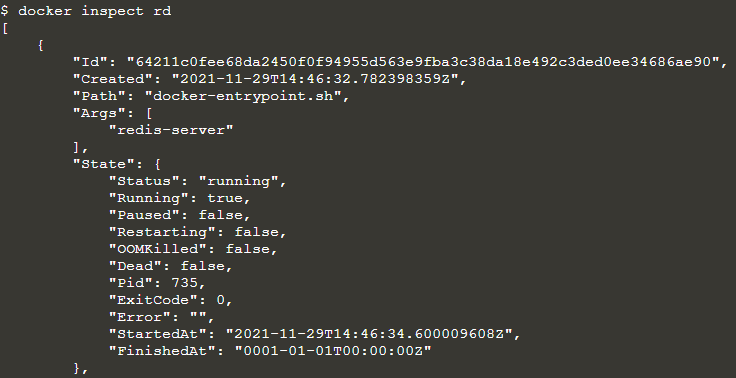 $ docker inspect rd
[
    {
        "Id": "64211c0fee68da2450f0f94955d563e9fba3c38da18e492c3ded0ee34686ae90",
        "Created": "2021-11-29T14:46:32.782398359Z",
        "Path": "docker-entrypoint.sh",
        "Args": [
            "redis-server"
        ],
        "State": {
            "Status": "running",
            "Running": true,
            "Paused": false,
            "Restarting": false,
            "OOMKilled": false,
            "Dead": false,
            "Pid": 735,
            "ExitCode": 0,
            "Error": "",
            "StartedAt": "2021-11-29T14:46:34.600009608Z",
            "FinishedAt": "0001-01-01T00:00:00Z"
        },